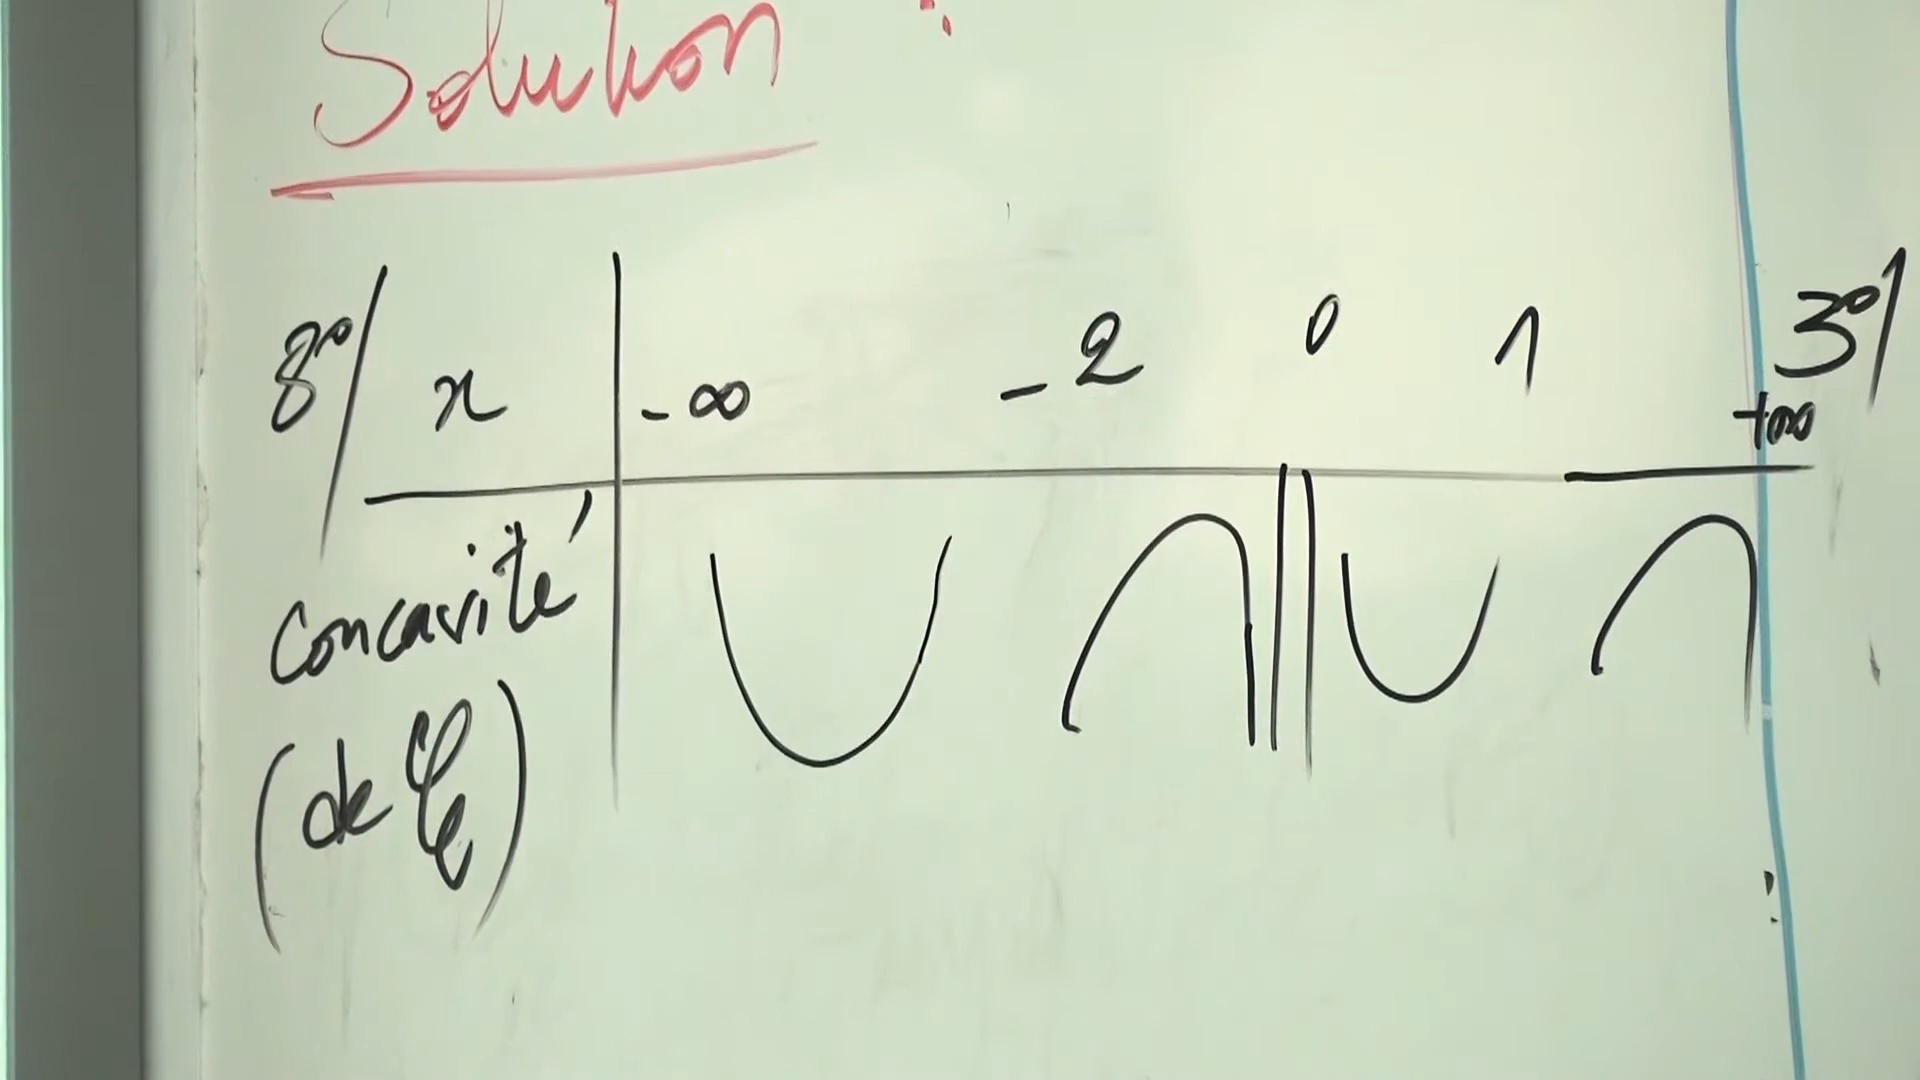 Solution :
8°/ x -∞ -2 0 1 +∞
3°/
concavité
(de